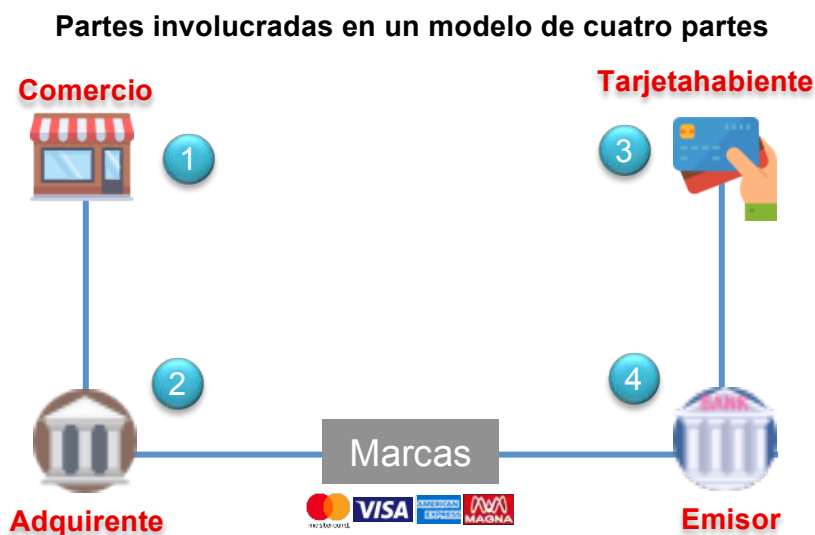 Partes involucradas en un modelo de cuatro partes
Comercio
Tarjetahabiente
1
3
2
4
BANK
Marcas
mastercard.
VISA
AMERICAN
EXPRESS
MAGNA
Adquirente
Emisor